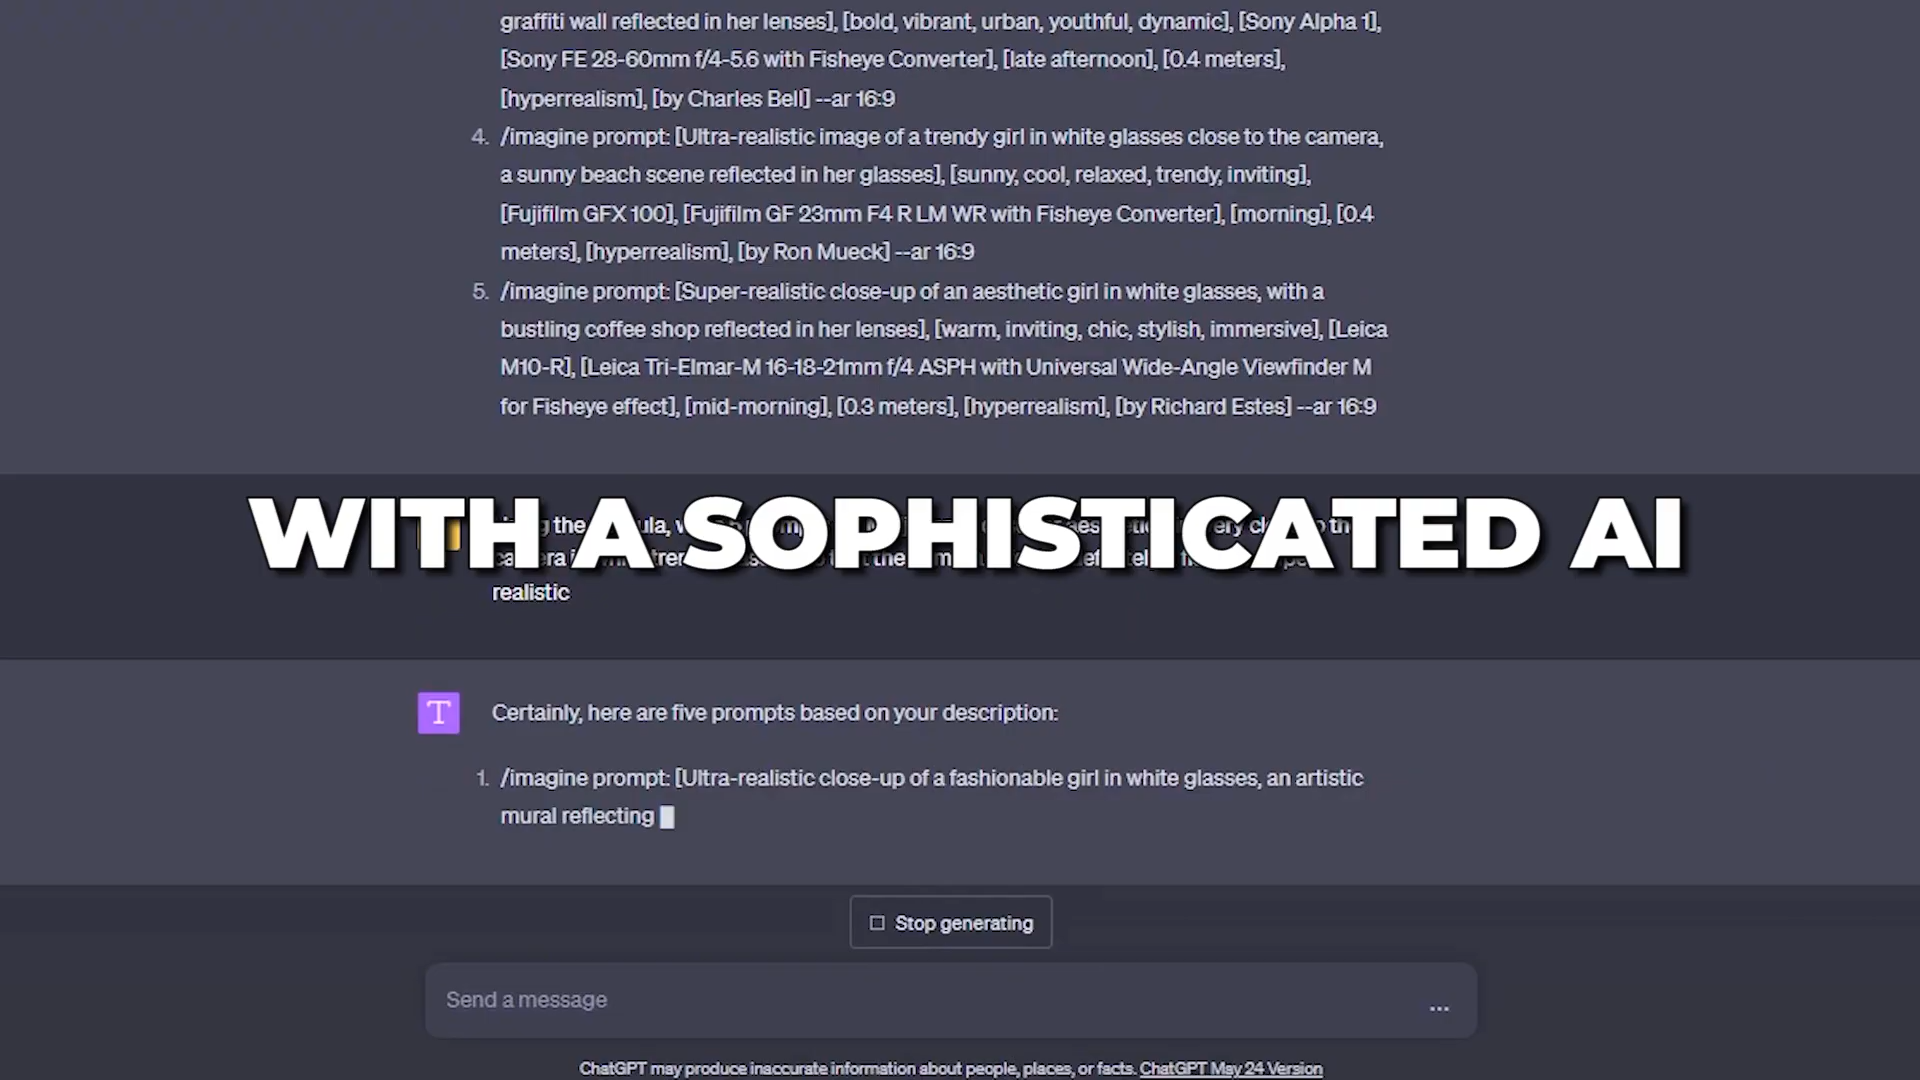 graffiti wall reflected in her lenses], [bold, vibrant, urban, youthful, dynamic], [Sony Alpha 1],
[Sony FE 28-60mm f/4-5.6 with Fisheye Converter], [late afternoon], [0.4 meters],
[hyperrealism], [by Charles Bell] --ar 16:9
4. /imagine prompt: [Ultra-realistic image of a trendy girl in white glasses close to the camera,
a sunny beach scene reflected in her glasses], [sunny, cool, relaxed, trendy, inviting],
[Fujifilm GFX 100], [Fujifilm GF 23mm F4 R LM WR with Fisheye Converter], [morning], [0.4
meters], [hyperrealism], [by Ron Mueck] --ar 16:9
5. /imagine prompt: [Super-realistic close-up of an aesthetic girl in white glasses, with a
bustling coffee shop reflected in her lenses], [warm, inviting, chic, stylish, immersive], [Leica
M10-R], [Leica Tri-Elmar-M 16-18-21mm f/4 ASPH with Universal Wide-Angle Viewfinder M
for Fisheye effect], [mid-morning], [0.3 meters], [hyperrealism], [by Richard Estes] --ar 16:9
WITH A SOPHISTICATED AI
the
the
realistic
T
Certainly, here are five prompts based on your description:
1. /imagine prompt: [Ultra-realistic close-up of a fashionable girl in white glasses, an artistic
mural reflecting
Stop generating
Send a message
...
ChatGPT may produce inaccurate information about people, places, or facts. ChatGPT May 24 Version